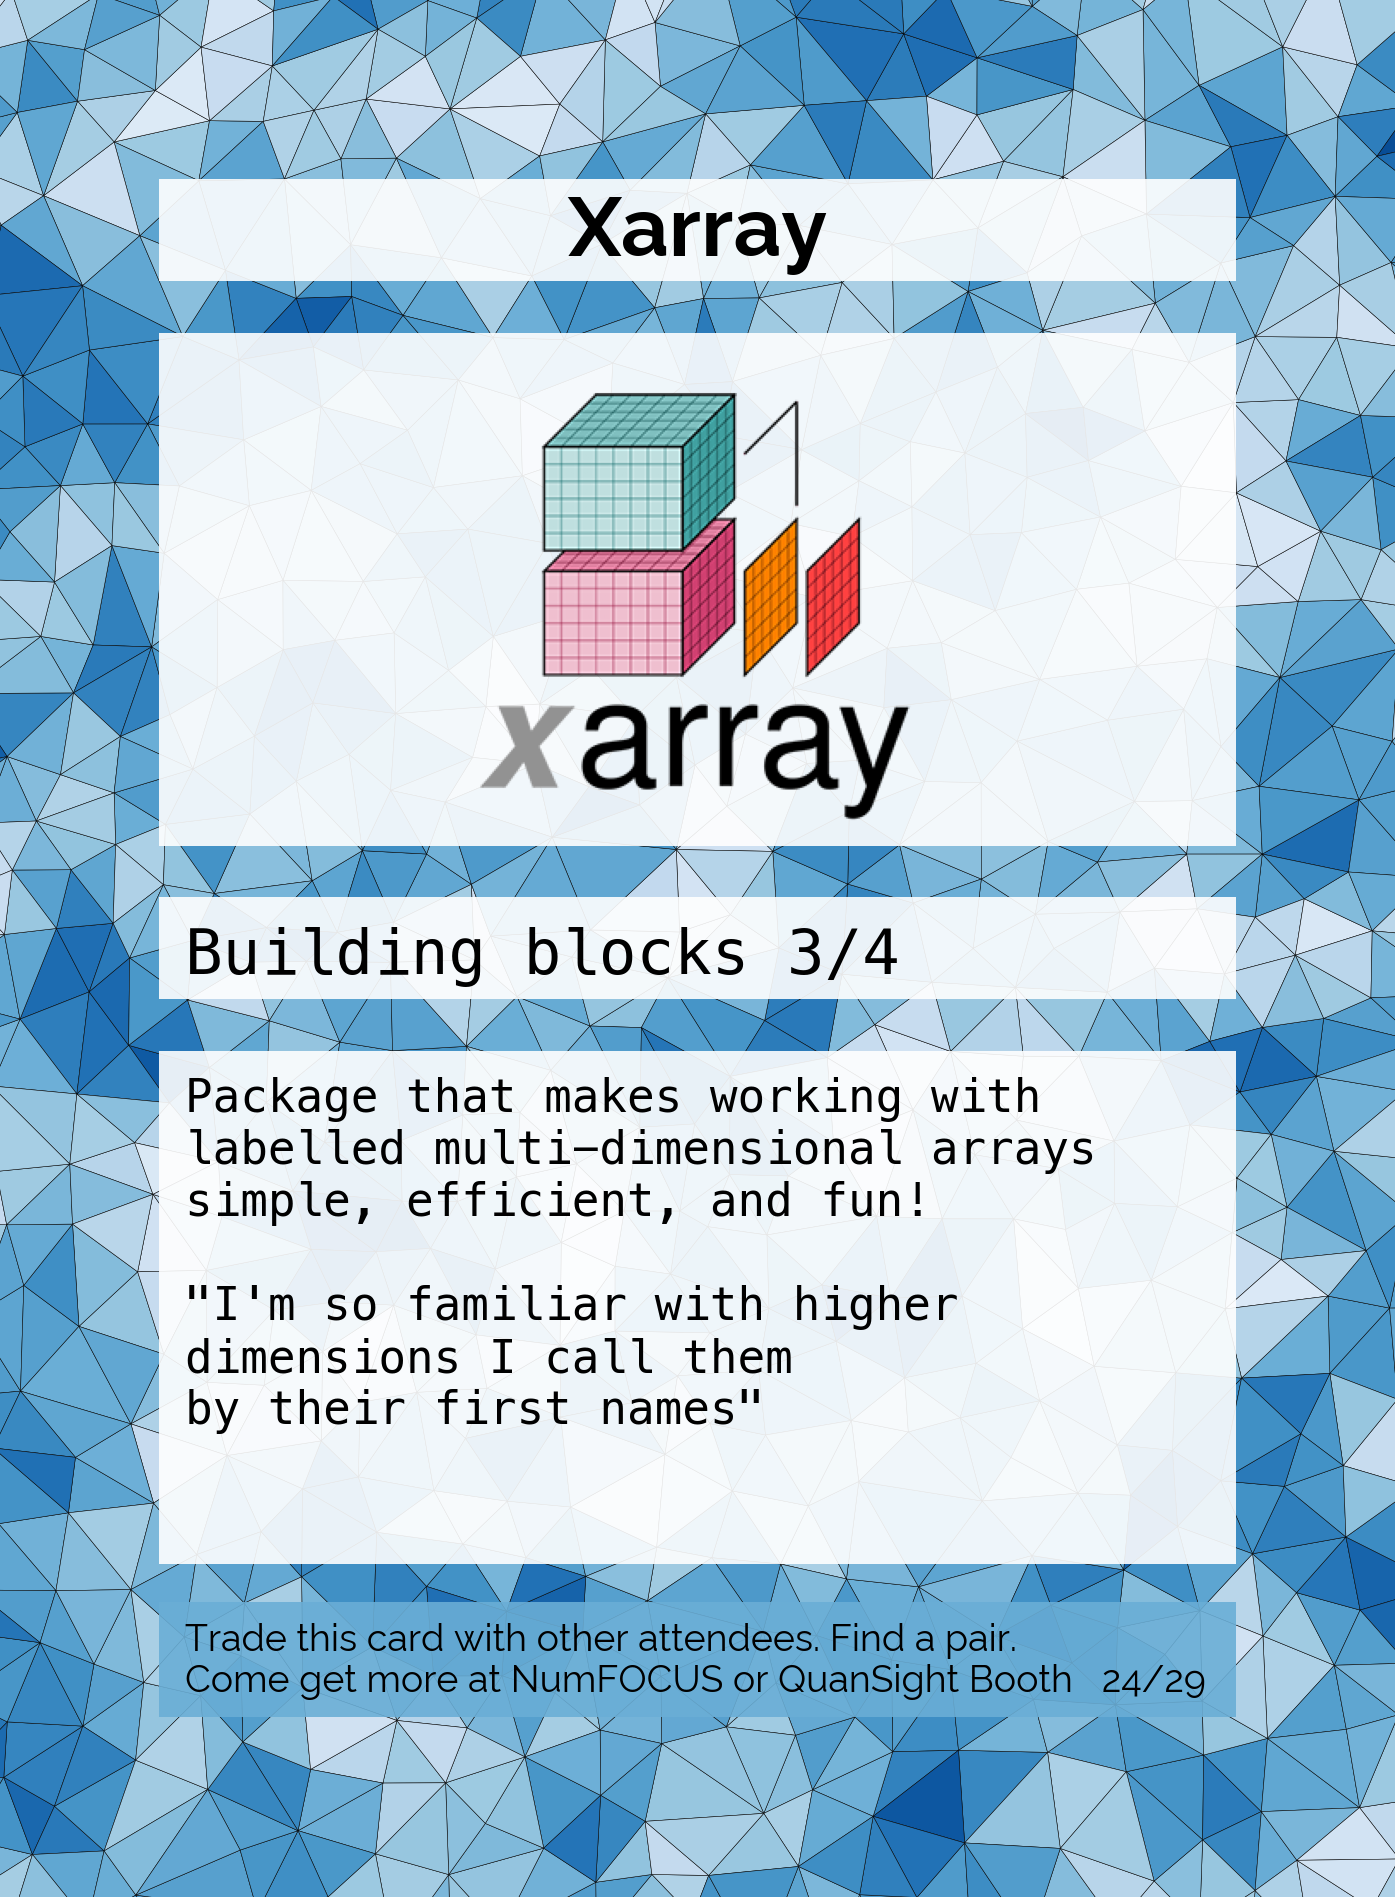 Xarray
xarray
Building blocks 3/4
Package that makes working with
labelled multi-dimensional arrays
simple, efficient, and fun!
"I'm so familiar with higher
dimensions I call them
by their first names"
Trade this card with other attendees. Find a pair.
Come get more at NumFOCUS or QuanSight Booth 24/29